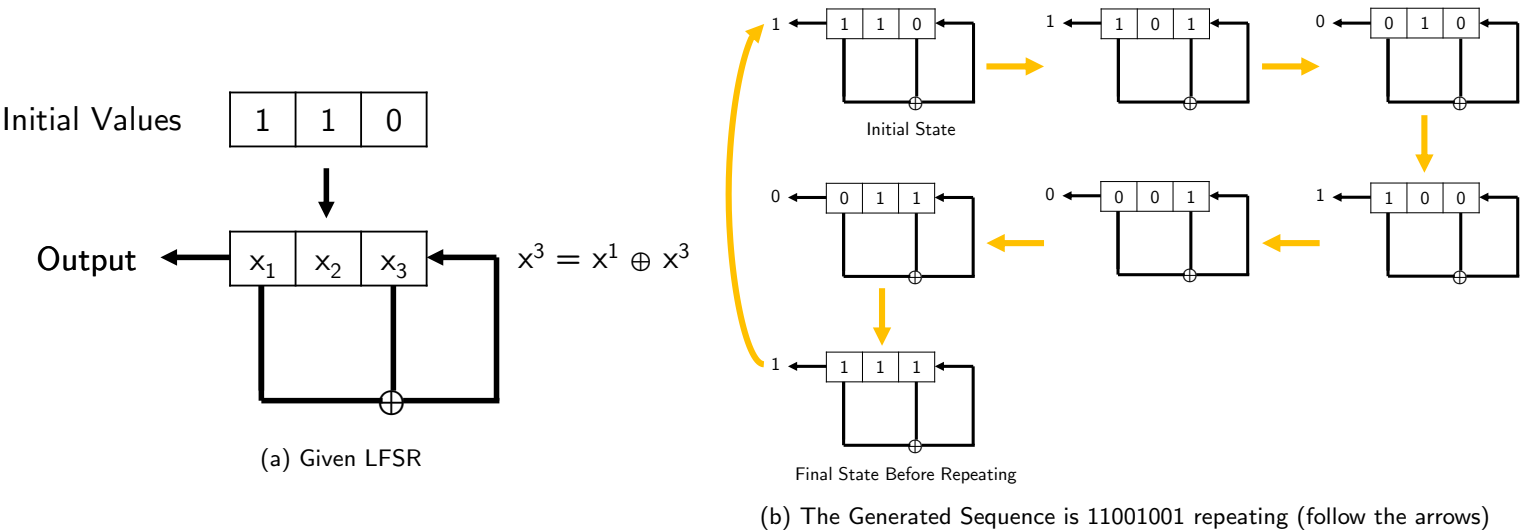 Initial Values
1 1 0
Output
x₁ x₂ x₃
x³ = x¹ ⊕ x³
(a) Given LFSR
1
1 1 0
Initial State
1
1 0 1
0
0 1 0
0
0 1 1
0
0 0 1
1
1 0 0
1
1 1 1
Final State Before Repeating
(b) The Generated Sequence is 11001001 repeating (follow the arrows)